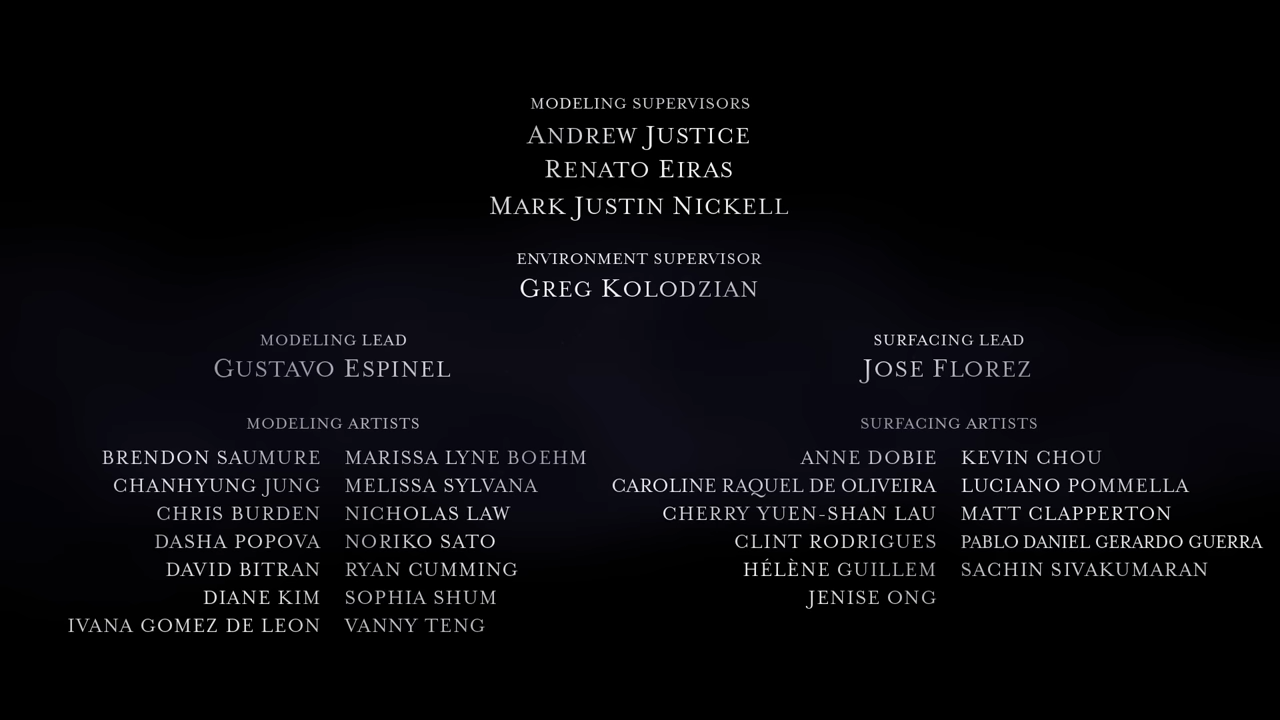 MODELING SUPERVISORS
ANDREW JUSTICE
RENATO EIRAS
MARK JUSTIN NICKELL
ENVIRONMENT SUPERVISOR
GREG KOLODZIAN
MODELING LEAD
GUSTAVO ESPINEL
MODELING ARTISTS
BRENDON SAUMURE MARISSA LYNE BOEHM
CHANHYUNG JUNG MELISSA SYLVANA
CHRIS BURDEN NICHOLAS LAW
DASHA POPOVA NORIKO SATO
DAVID BITRAN RYAN CUMMING
DIANE KIM SOPHIA SHUM
IVANA GOMEZ DE LEON VANNY TENG
SURFACING LEAD
JOSE FLOREZ
SURFACING ARTISTS
ANNE DOBIE KEVIN CHOU
CAROLINE RAQUEL DE OLIVEIRA LUCIANO POMMELLA
CHERRY YUEN-SHAN LAU MATT CLAPPERTON
CLINT RODRIGUES PABLO DANIEL GERARDO GUERRA
HÉLÈNE GUILLEM SACHIN SIVAKUMARAN
JENISE ONG